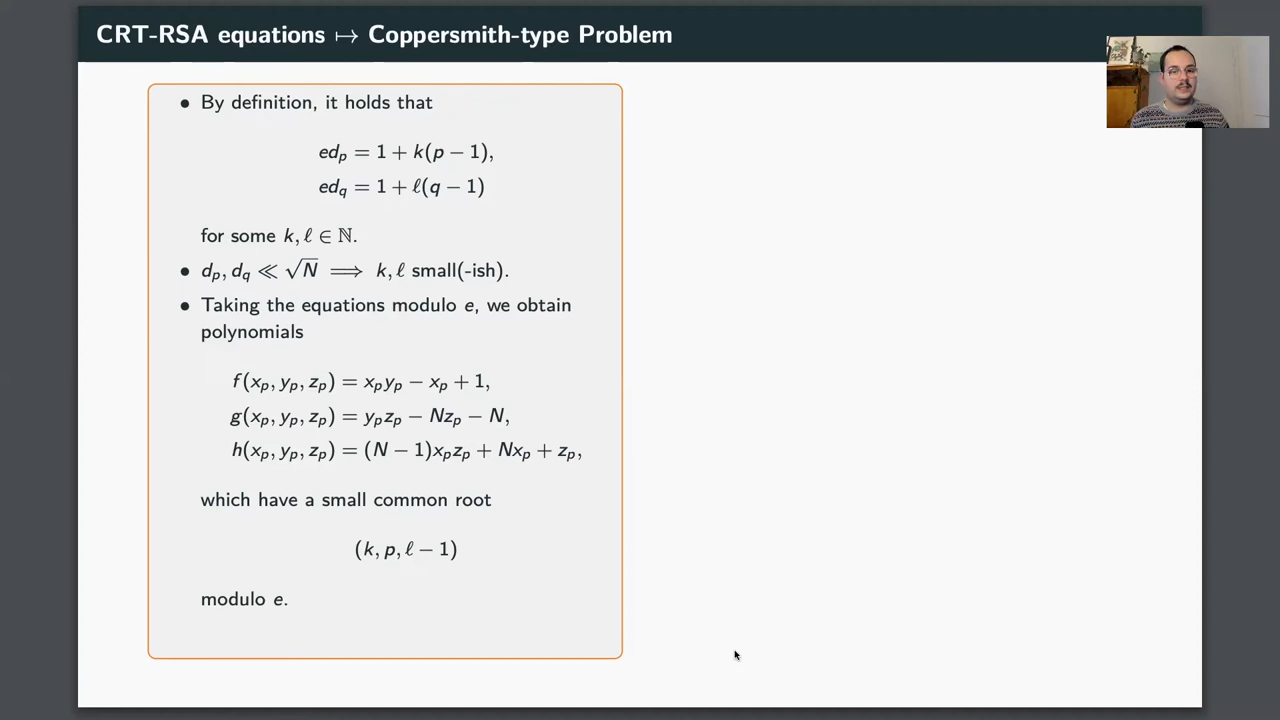 CRT-RSA equations ↦ Coppersmith-type Problem
• By definition, it holds that
ed_p = 1 + k(p − 1),
ed_q = 1 + ℓ(q − 1)
for some k, ℓ ∈ ℕ.
• d_p, d_q ≪ √N ⟹ k, ℓ small(-ish).
• Taking the equations modulo e, we obtain
polynomials
f(x_p, y_p, z_p) = x_p y_p − x_p + 1,
g(x_p, y_p, z_p) = y_p z_p − Nz_p − N,
h(x_p, y_p, z_p) = (N − 1)x_p z_p + Nx_p + z_p,
which have a small common root
(k, p, ℓ − 1)
modulo e.